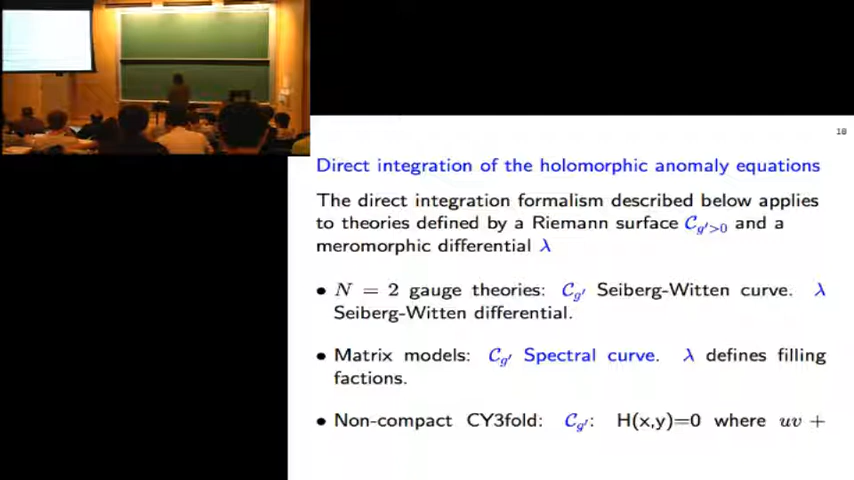 18
Direct integration of the holomorphic anomaly equations
The direct integration formalism described below applies
to theories defined by a Riemann surface 𝒞_{g′>0} and a
meromorphic differential λ
• N = 2 gauge theories: 𝒞_{g′} Seiberg-Witten curve. λ
Seiberg-Witten differential.
• Matrix models: 𝒞_{g′} Spectral curve. λ defines filling
factions.
• Non-compact CY3fold: 𝒞_{g′}: H(x,y)=0 where uv +